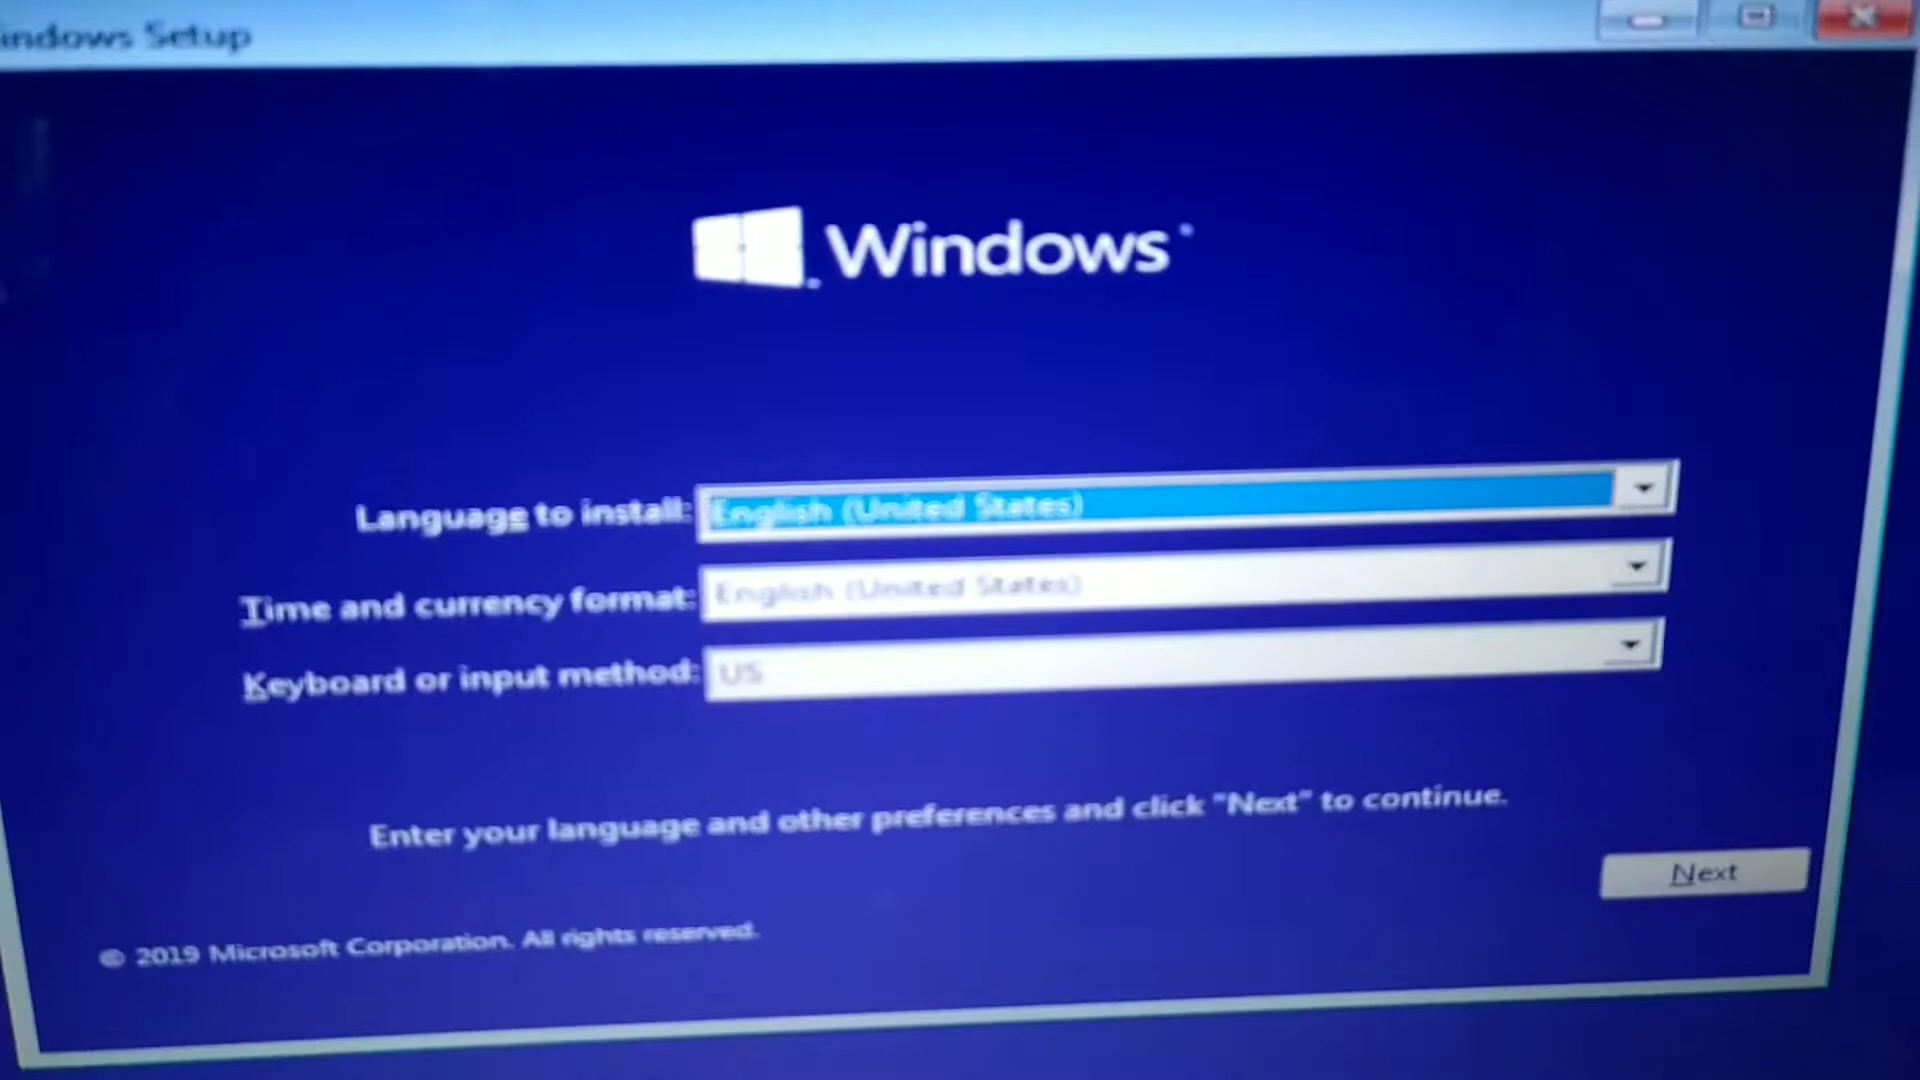 indows Setup
Windows
Language to install: English (United States)
Time and currency format: English (United States)
Keyboard or input method: US
Enter your language and other preferences and click "Next" to continue.
Next
© 2019 Microsoft Corporation. All rights reserved.